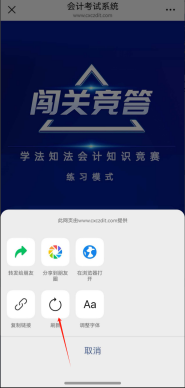 会计考试系统
闯关竞答
学法知法会计知识竞赛
练习模式
此网页由www.cxczdrt.com提供
转发给朋友
分享到朋友圈
在浏览器打开
复制链接
刷新
Aa
调整字体
取消